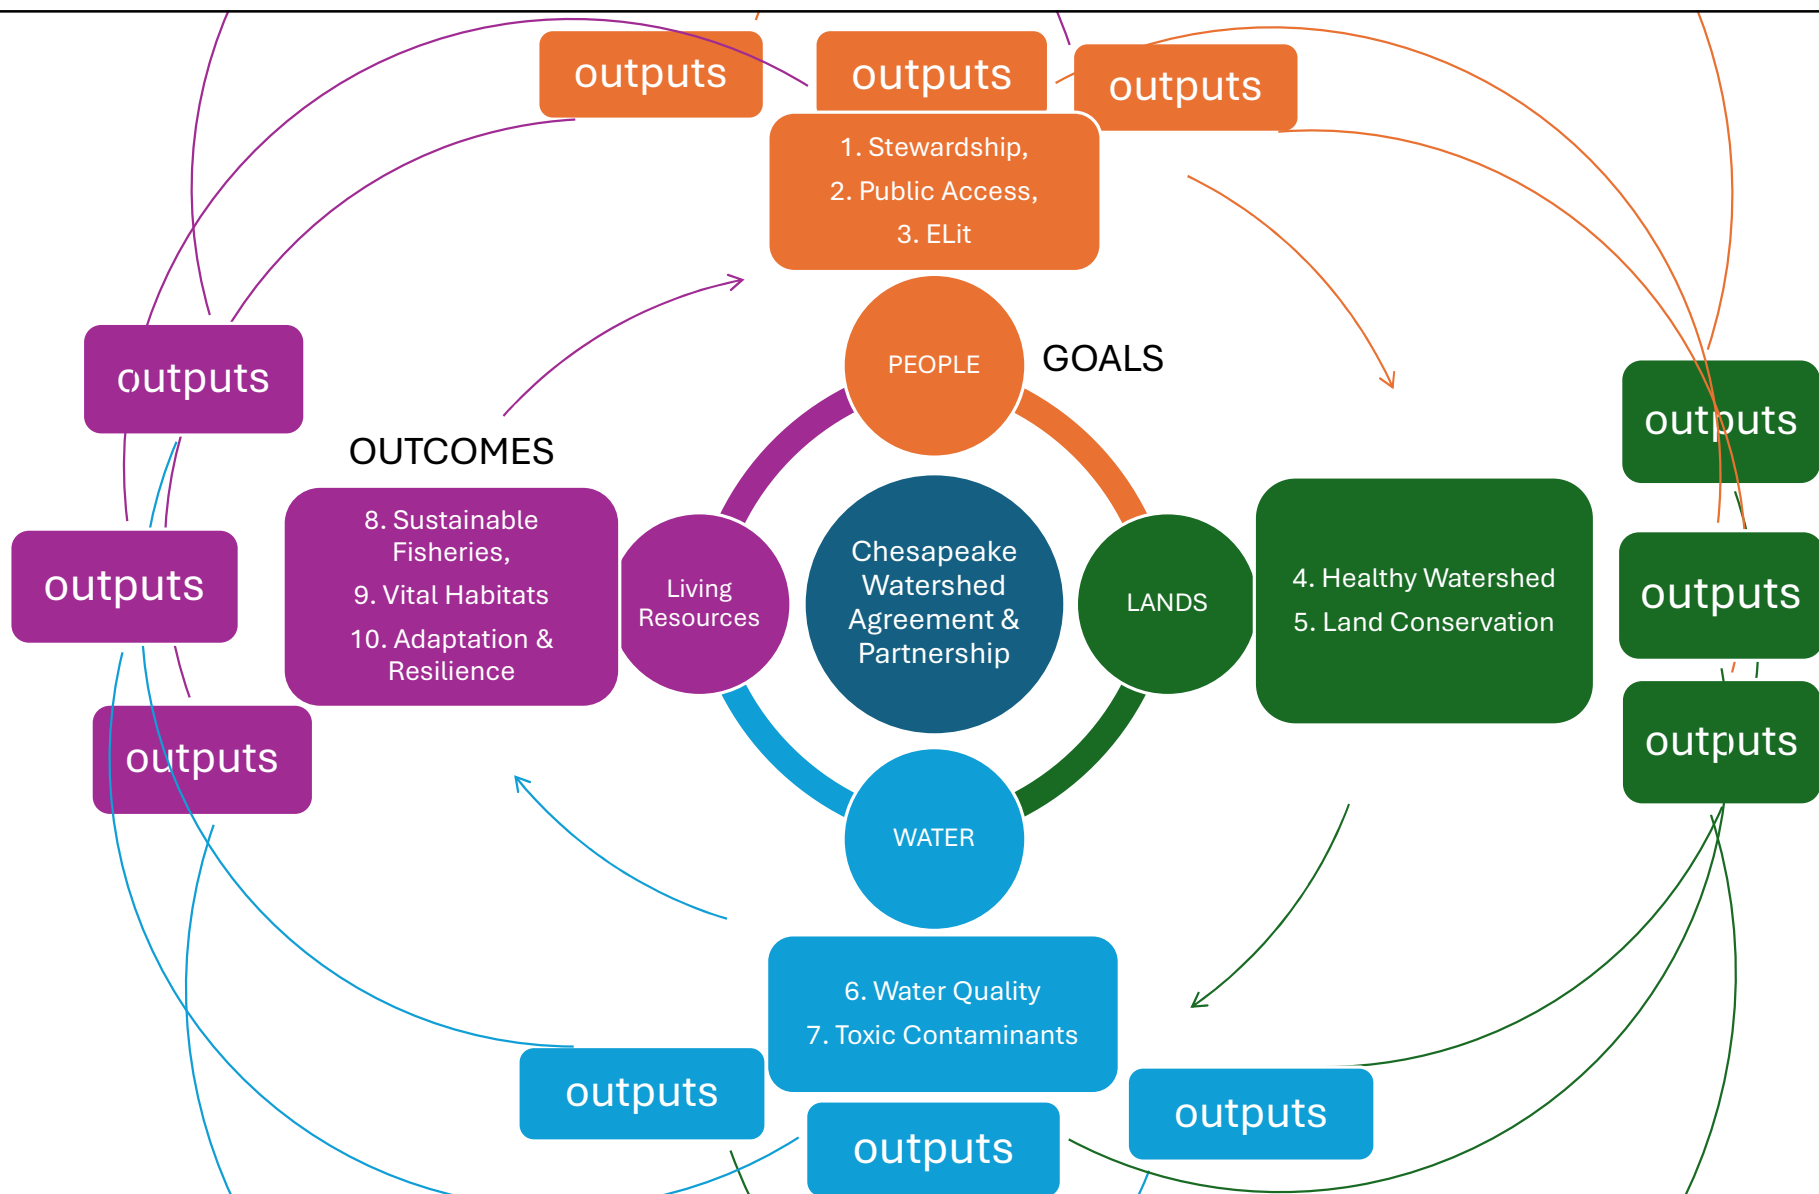 outputs
outputs
outputs
1. Stewardship,
2. Public Access,
3. ELit
PEOPLE
GOALS
outputs
outputs
OUTCOMES
8. Sustainable
Fisheries,
9. Vital Habitats
10. Adaptation &
Resilience
Living
Resources
Chesapeake
Watershed
Agreement &
Partnership
LANDS
4. Healthy Watershed
5. Land Conservation
outputs
outputs
outputs
outputs
WATER
6. Water Quality
7. Toxic Contaminants
outputs
outputs
outputs